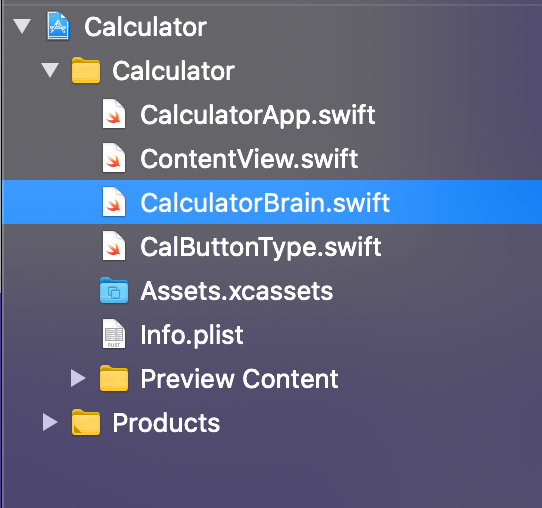 Calculator
Calculator
CalculatorApp.swift
ContentView.swift
CalculatorBrain.swift
CalButtonType.swift
Assets.xcassets
Info.plist
Preview Content
Products